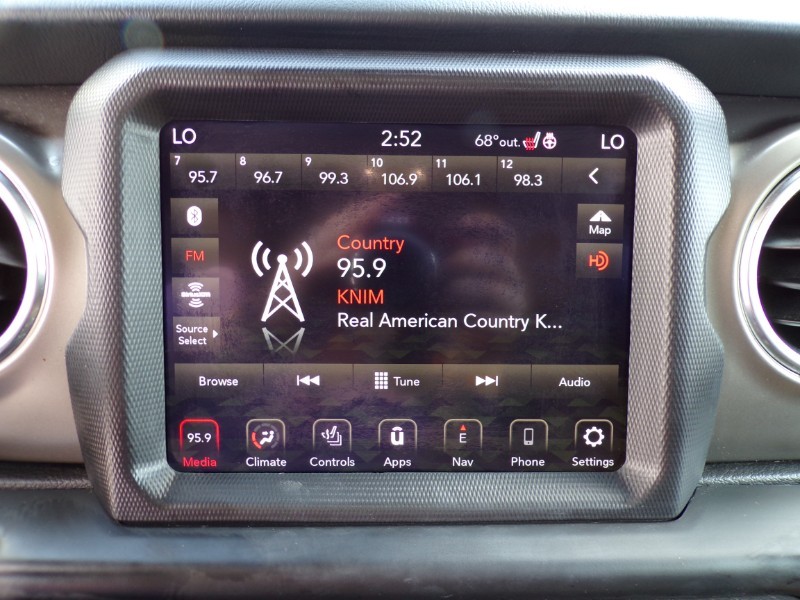 LO 2:52 68°out. LO
7 8 9 10 11 12
95.7 96.7 99.3 106.9 106.1 98.3
Map
FM
HD
siriusxm
Source
Select
Country
95.9
KNIM
Real American Country K...
Browse Tune Audio
95.9 E
Media Climate Controls Apps Nav Phone Settings